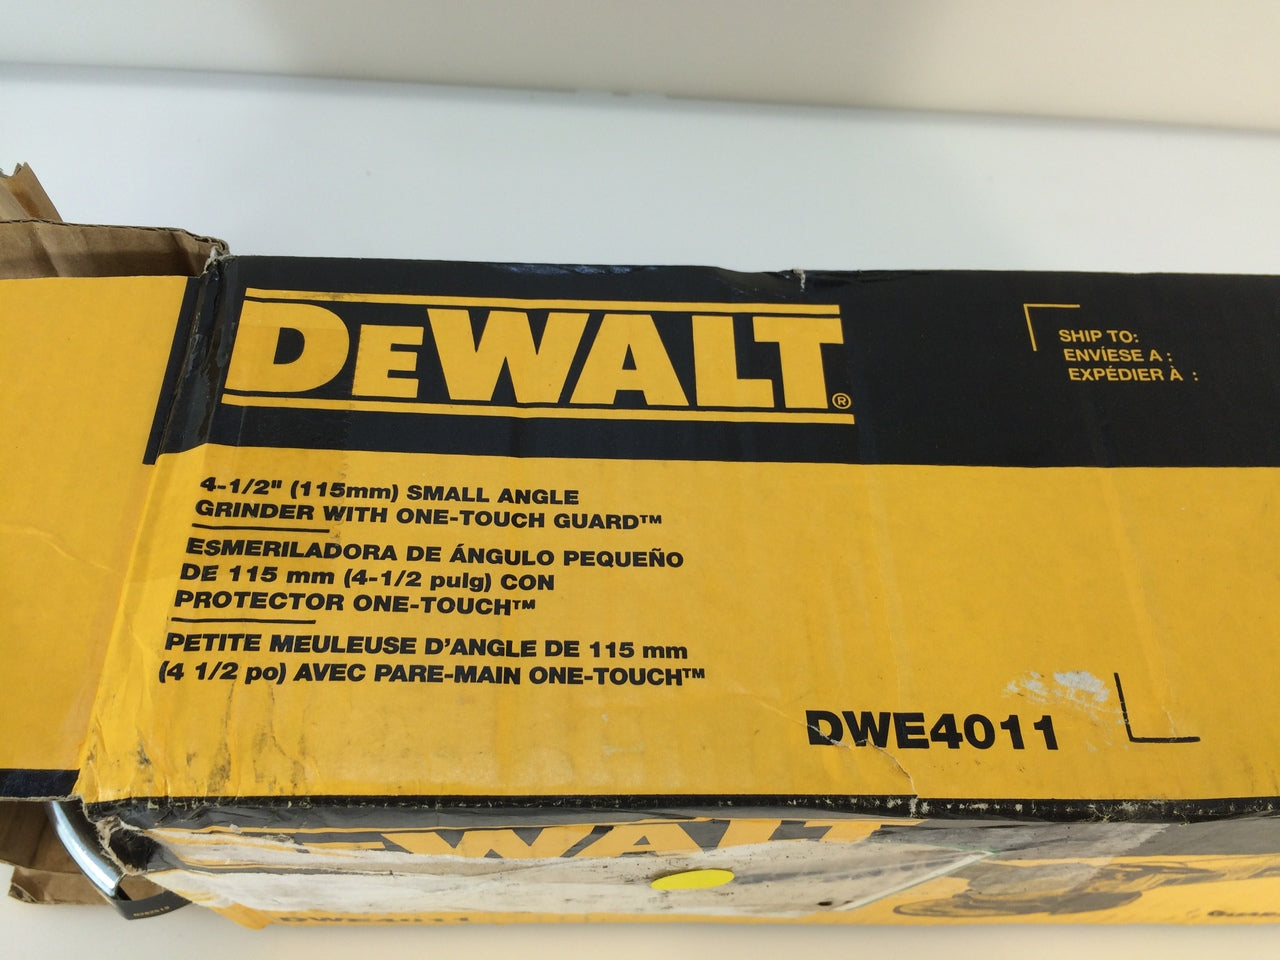 DEWALT®
SHIP TO:
ENVÍESE A :
EXPÉDIER À :
4-1/2" (115mm) SMALL ANGLE
GRINDER WITH ONE-TOUCH GUARD™
ESMERILADORA DE ÁNGULO PEQUEÑO
DE 115 mm (4-1/2 pulg) CON
PROTECTOR ONE-TOUCH™
PETITE MEULEUSE D'ANGLE DE 115 mm
(4 1/2 po) AVEC PARE-MAIN ONE-TOUCH™
DWE4011
DEWALT
DWE4011